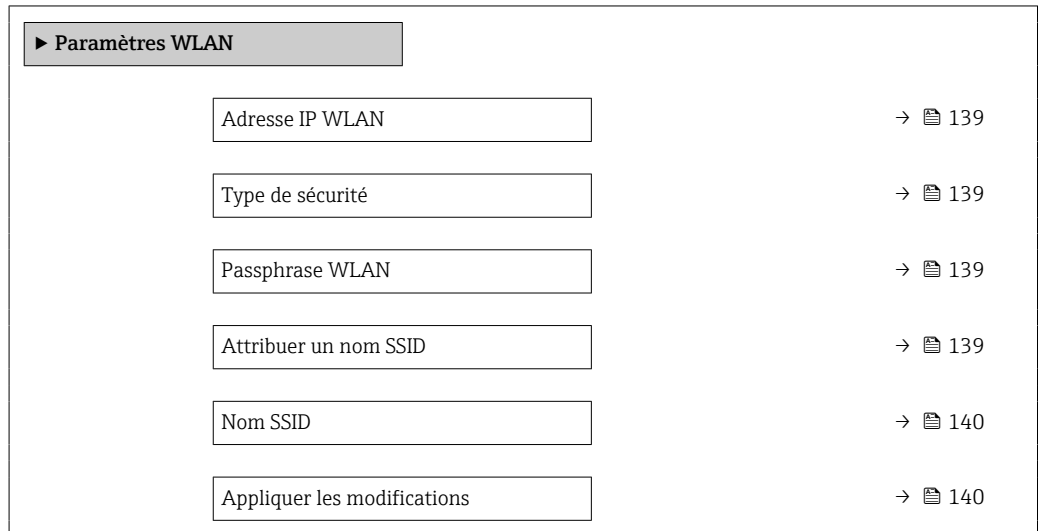 ► Paramètres WLAN
Adresse IP WLAN → 139
Type de sécurité → 139
Passphrase WLAN → 139
Attribuer un nom SSID → 139
Nom SSID → 140
Appliquer les modifications → 140